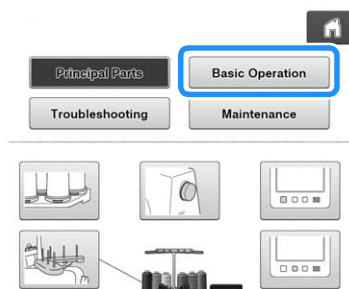 Principal Parts
Basic Operation
Troubleshooting
Maintenance